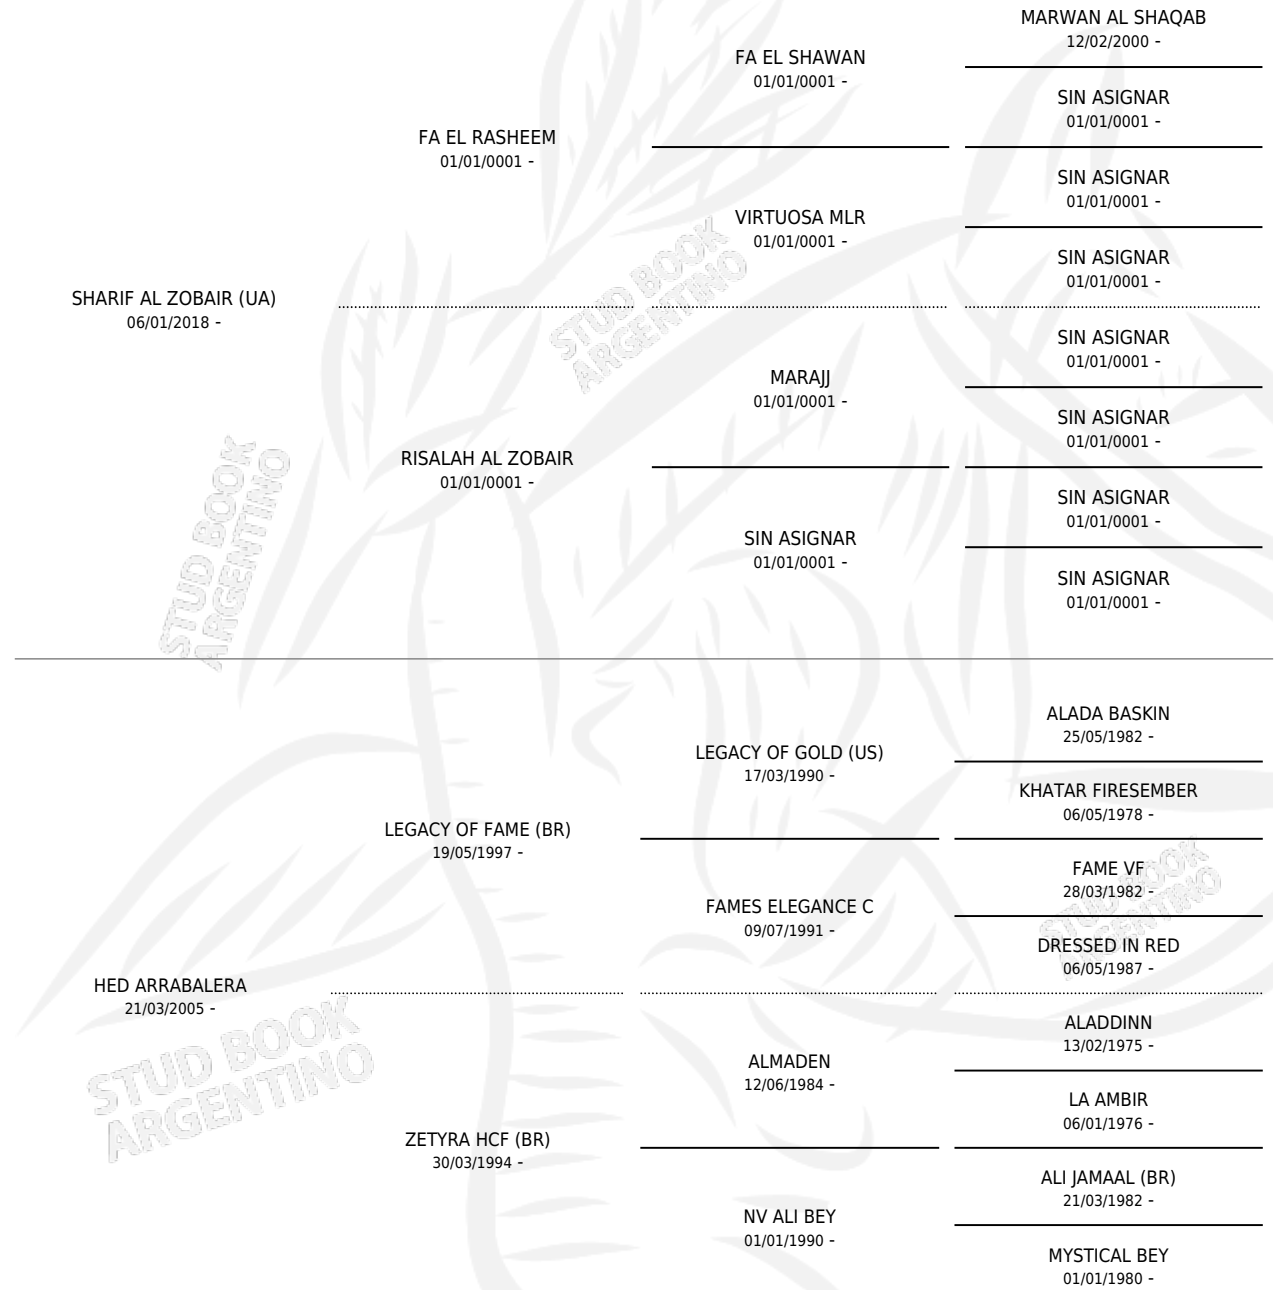 MARWAN AL SHAQAB
12/02/2000 -
FA EL SHAWAN
01/01/0001 -
SIN ASIGNAR
01/01/0001 -
FA EL RASHEEM
01/01/0001 -
SIN ASIGNAR
01/01/0001 -
VIRTUOSA MLR
01/01/0001 -
SIN ASIGNAR
01/01/0001 -
STUD BOOK
ARGENTINO
SHARIF AL ZOBAIR (UA)
06/01/2018 -
SIN ASIGNAR
01/01/0001 -
MARAJJ
01/01/0001 -
SIN ASIGNAR
01/01/0001 -
RISALAH AL ZOBAIR
01/01/0001 -
SIN ASIGNAR
01/01/0001 -
SIN ASIGNAR
01/01/0001 -
SIN ASIGNAR
01/01/0001 -
STUD BOOK
ARGENTINO
ALADA BASKIN
25/05/1982 -
LEGACY OF GOLD (US)
17/03/1990 -
KHATAR FIRESEMBER
06/05/1978 -
LEGACY OF FAME (BR)
19/05/1997 -
FAME VF
28/03/1982 -
FAMES ELEGANCE C
09/07/1991 -
STUD BOOK
ARGENTINO
DRESSED IN RED
06/05/1987 -
HED ARRABALERA
21/03/2005 -
STUD BOOK
ARGENTINO
ALADDINN
13/02/1975 -
ALMADEN
12/06/1984 -
LA AMBIR
06/01/1976 -
ZETYRA HCF (BR)
30/03/1994 -
ALI JAMAAL (BR)
21/03/1982 -
NV ALI BEY
01/01/1990 -
MYSTICAL BEY
01/01/1980 -